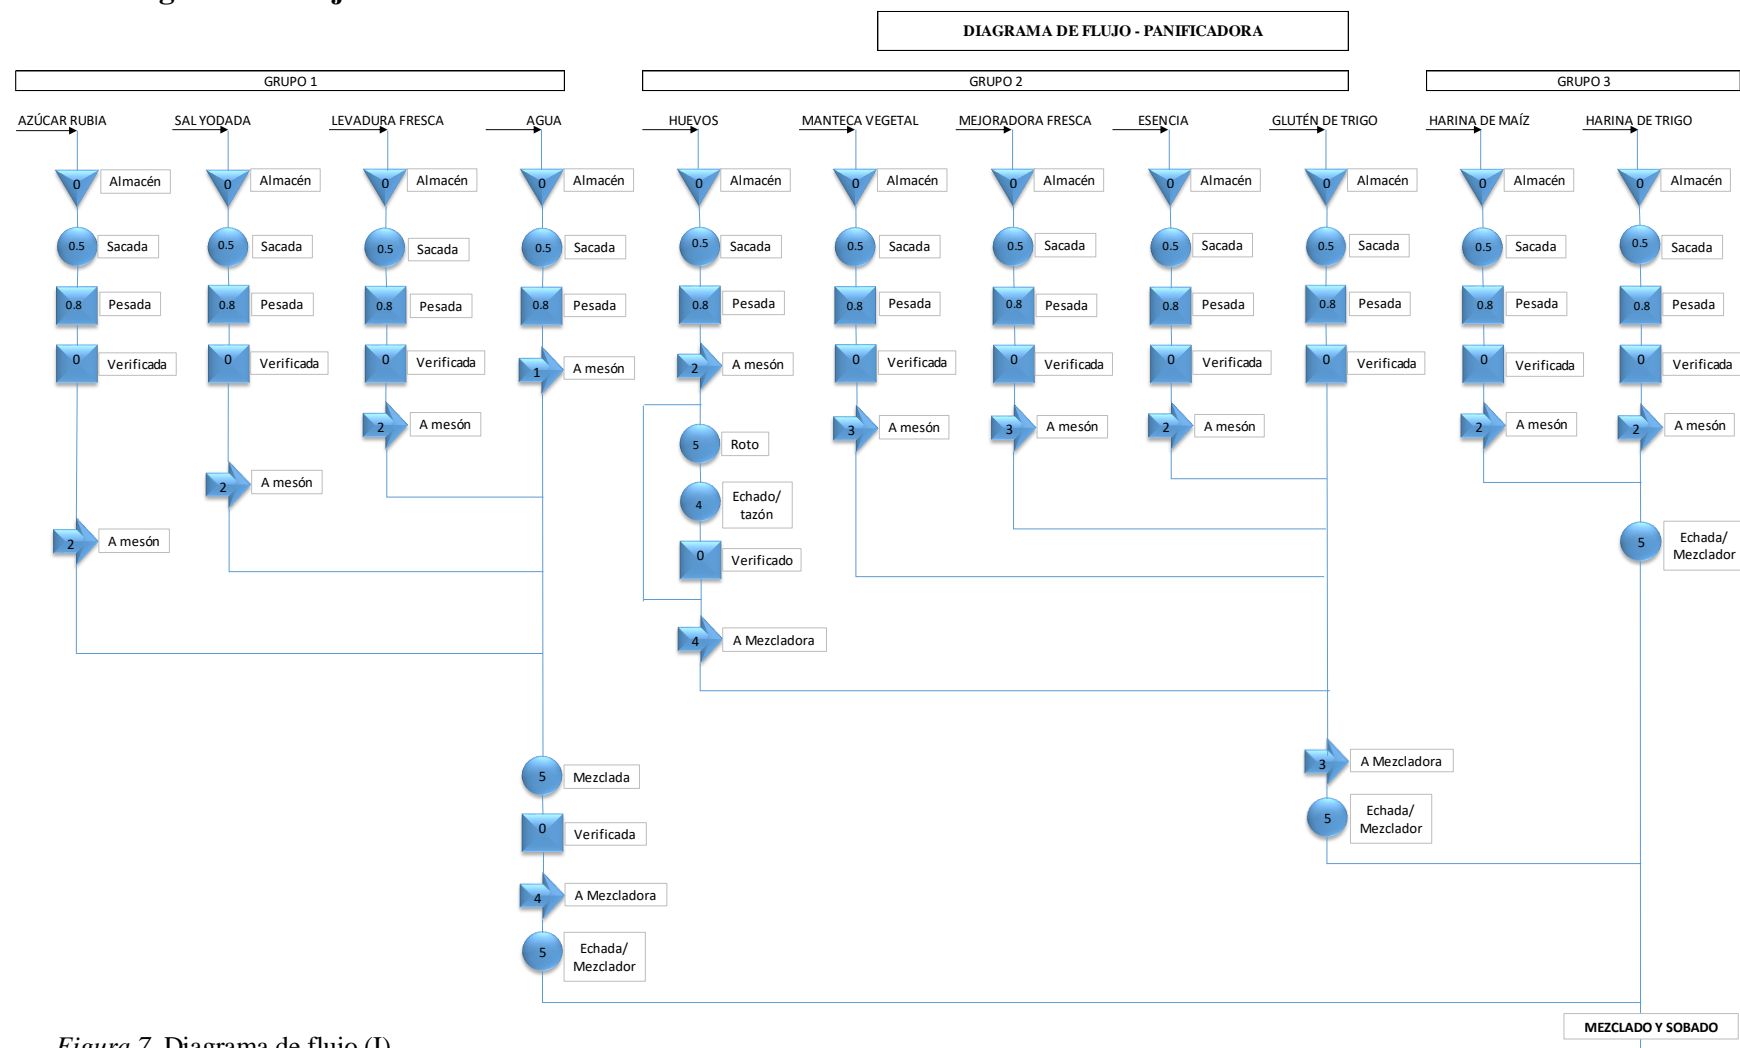 DIAGRAMA DE FLUJO - PANIFICADORA
GRUPO 1
GRUPO 2
GRUPO 3
AZÚCAR RUBIA
SAL YODADA
LEVADURA FRESCA
AGUA
HUEVOS
MANTECA VEGETAL
MEJORADORA FRESCA
ESENCIA
GLUTÉN DE TRIGO
HARINA DE MAÍZ
HARINA DE TRIGO
0 Almacén
0 Almacén
0 Almacén
0 Almacén
0 Almacén
0 Almacén
0 Almacén
0 Almacén
0 Almacén
0 Almacén
0 Almacén
0.5 Sacada
0.5 Sacada
0.5 Sacada
0.5 Sacada
0.5 Sacada
0.5 Sacada
0.5 Sacada
0.5 Sacada
0.5 Sacada
0.5 Sacada
0.5 Sacada
0.8 Pesada
0.8 Pesada
0.8 Pesada
0.8 Pesada
0.8 Pesada
0.8 Pesada
0.8 Pesada
0.8 Pesada
0.8 Pesada
0.8 Pesada
0.8 Pesada
0 Verificada
0 Verificada
0 Verificada
1 A mesón
2 A mesón
0 Verificada
0 Verificada
0 Verificada
0 Verificada
0 Verificada
0 Verificada
2 A mesón
5 Roto
3 A mesón
3 A mesón
2 A mesón
2 A mesón
2 A mesón
2 A mesón
4 Echado/
tazón
2 A mesón
5 Echada/
Mezclador
0 Verificado
4 A Mezcladora
5 Mezclada
3 A Mezcladora
0 Verificada
5 Echada/
Mezclador
4 A Mezcladora
5 Echada/
Mezclador
MEZCLADO Y SOBADO
Figura 7. Diagrama de flujo (I)